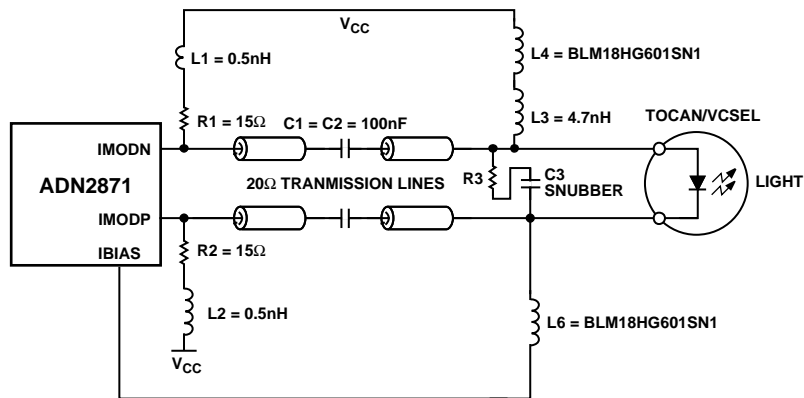 VCC
L1 = 0.5nH
L4 = BLM18HG601SN1
R1 = 15Ω
C1 = C2 = 100nF
L3 = 4.7nH
TOCAN/VCSEL
IMODN
ADN2871
R3
C3
SNUBBER
20Ω TRANMISSION LINES
LIGHT
IMODP
IBIAS
R2 = 15Ω
L2 = 0.5nH
L6 = BLM18HG601SN1
VCC